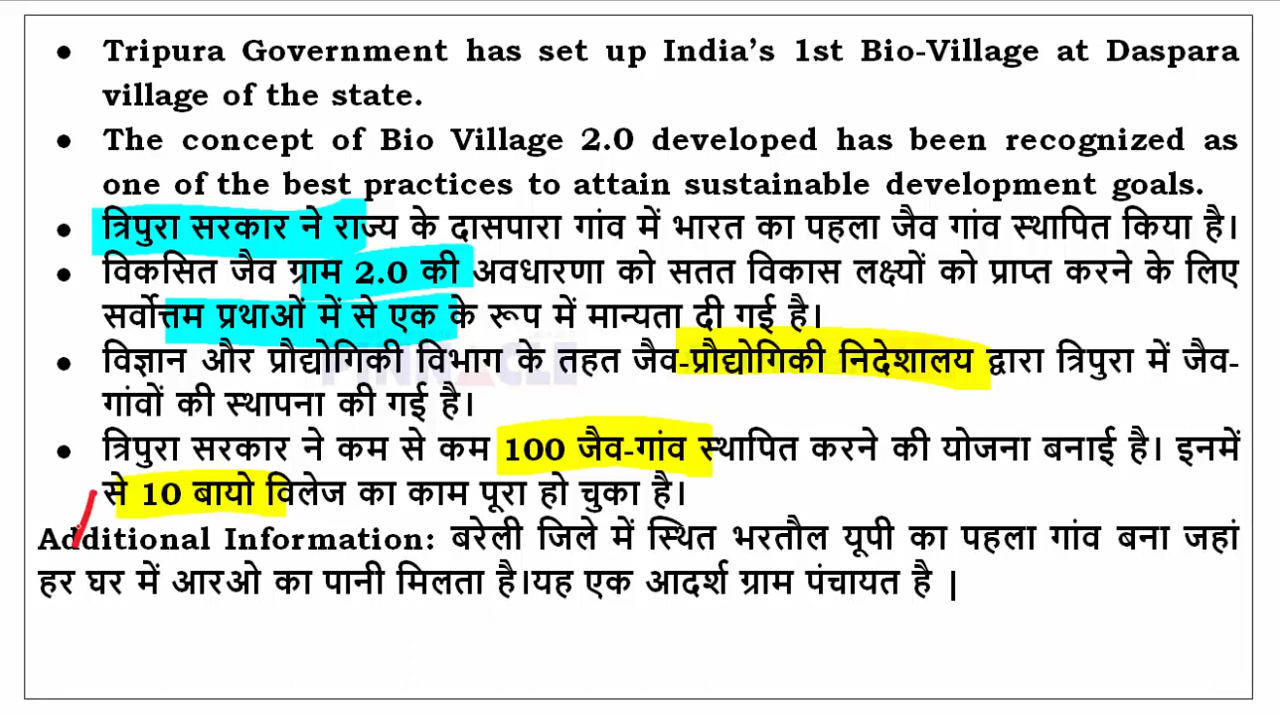 ● Tripura Government has set up India’s 1st Bio-Village at Daspara
village of the state.
● The concept of Bio Village 2.0 developed has been recognized as
one of the best practices to attain sustainable development goals.
● त्रिपुरा सरकार ने राज्य के दासपारा गांव में भारत का पहला जैव गांव स्थापित किया है।
● विकसित जैव ग्राम 2.0 की अवधारणा को सतत विकास लक्ष्यों को प्राप्त करने के लिए
सर्वोत्तम प्रथाओं में से एक के रूप में मान्यता दी गई है।
● विज्ञान और प्रौद्योगिकी विभाग के तहत जैव-प्रौद्योगिकी निदेशालय द्वारा त्रिपुरा में जैव-
गांवों की स्थापना की गई है।
● त्रिपुरा सरकार ने कम से कम 100 जैव-गांव स्थापित करने की योजना बनाई है। इनमें
से 10 बायो विलेज का काम पूरा हो चुका है।
Additional Information: बरेली जिले में स्थित भरतौल यूपी का पहला गांव बना जहां
हर घर में आरओ का पानी मिलता है।यह एक आदर्श ग्राम पंचायत है |
PINNACLE